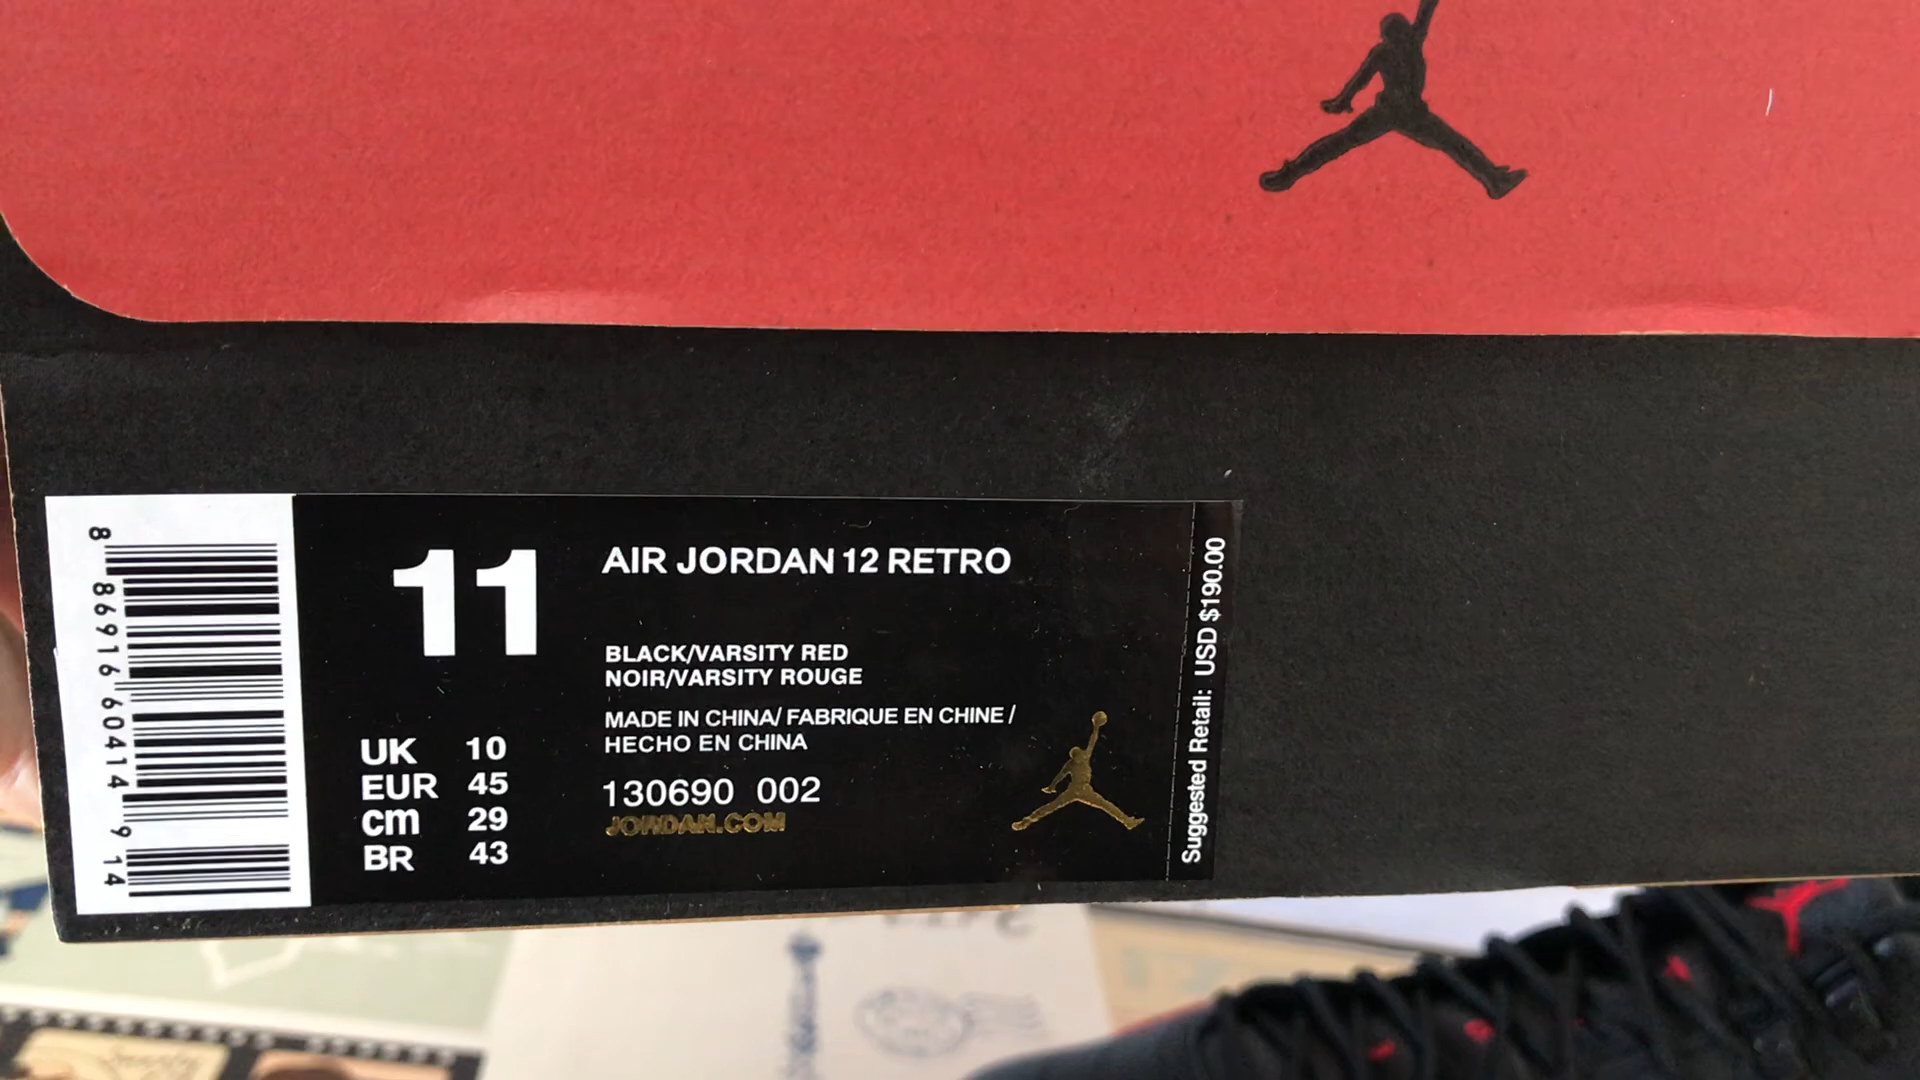 8 86916 60414 9 14
11
AIR JORDAN 12 RETRO
BLACK/VARSITY RED
NOIR/VARSITY ROUGE
MADE IN CHINA/ FABRIQUE EN CHINE /
HECHO EN CHINA
130690 002
JORDAN.COM
UK 10
EUR 45
cm 29
BR 43
Suggested Retail: USD $190.00